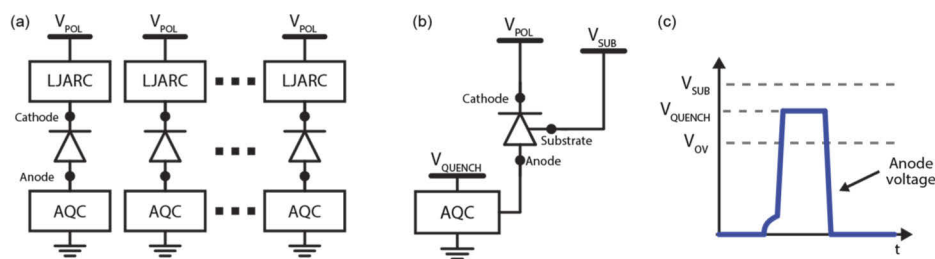 (a)
V_POL V_POL V_POL
LJARC LJARC LJARC
Cathode
Anode
AQC AQC AQC
(b)
V_POL
V_SUB
Cathode
Substrate
Anode
V_QUENCH
AQC
(c)
V_SUB
V_QUENCH
V_OV
Anode
voltage
t